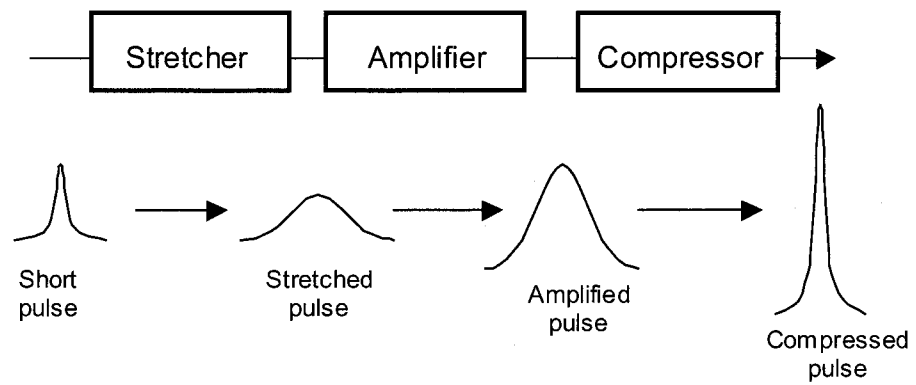 Stretcher
Amplifier
Compressor
Short
pulse
Stretched
pulse
Amplified
pulse
Compressed
pulse